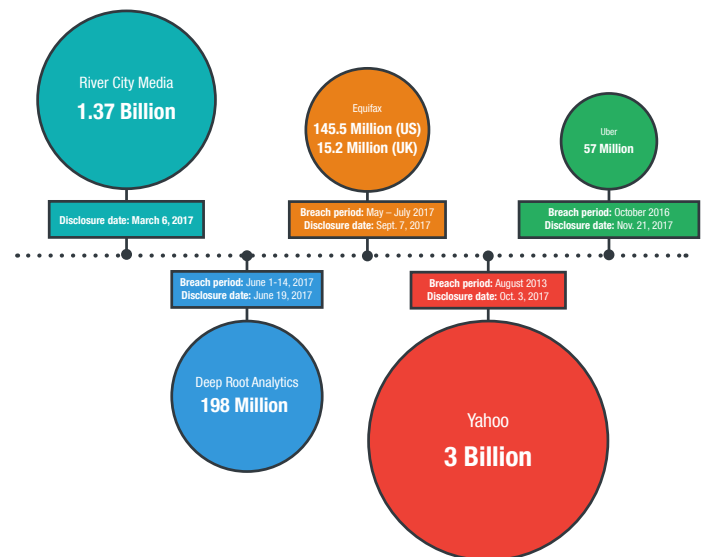 River City Media
1.37 Billion
Disclosure date: March 6, 2017
Breach period: June 1-14, 2017
Disclosure date: June 19, 2017
Deep Root Analytics
198 Million
Equifax
145.5 Million (US)
15.2 Million (UK)
Breach period: May – July 2017
Disclosure date: Sept. 7, 2017
Breach period: August 2013
Disclosure date: Oct. 3, 2017
Yahoo
3 Billion
Uber
57 Million
Breach period: October 2016
Disclosure date: Nov. 21, 2017